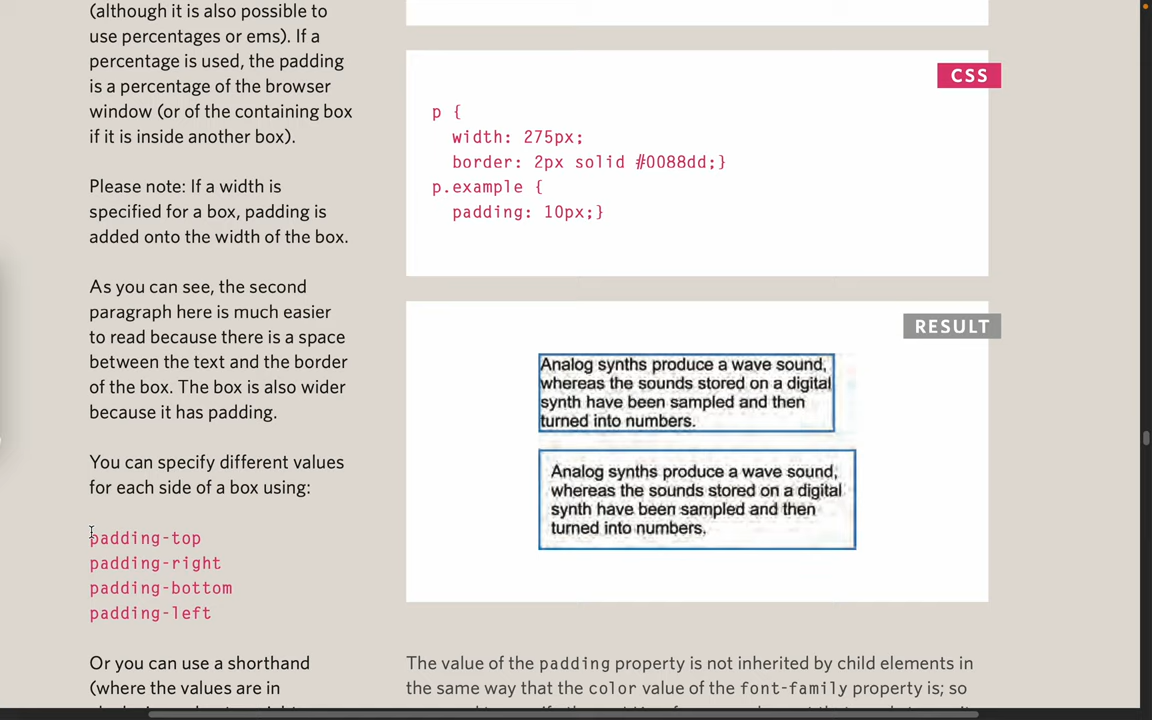 (although it is also possible to
use percentages or ems). If a
percentage is used, the padding
is a percentage of the browser
window (or of the containing box
if it is inside another box).
Please note: If a width is
specified for a box, padding is
added onto the width of the box.
As you can see, the second
paragraph here is much easier
to read because there is a space
between the text and the border
of the box. The box is also wider
because it has padding.
You can specify different values
for each side of a box using:
padding-top
padding-right
padding-bottom
padding-left
Or you can use a shorthand
(where the values are in
CSS
p {
width: 275px;
border: 2px solid #0088dd;}
p.example {
padding: 10px;}
RESULT
Analog synths produce a wave sound,
whereas the sounds stored on a digital
synth have been sampled and then
turned into numbers.
Analog synths produce a wave sound,
whereas the sounds stored on a digital
synth have been sampled and then
turned into numbers.
The value of the padding property is not inherited by child elements in
the same way that the color value of the font-family property is; so